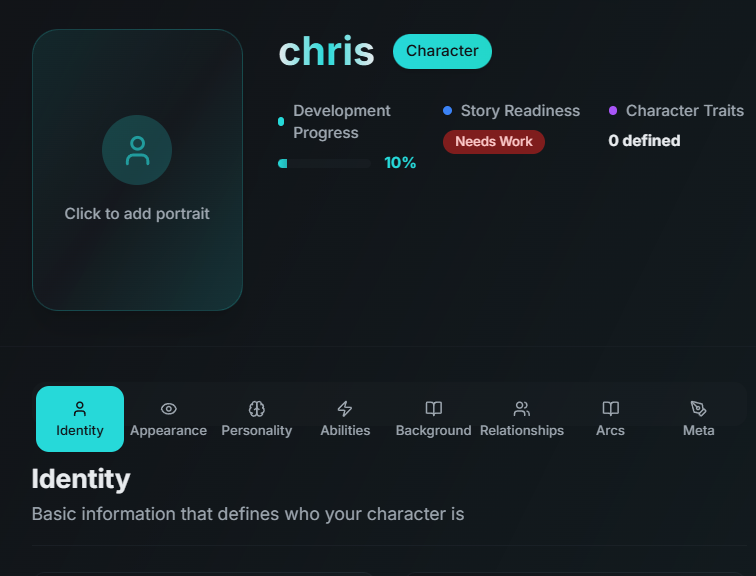 chris
Character
Development
Progress
10%
Story Readiness
Needs Work
Character Traits
0 defined
Click to add portrait
Identity
Appearance
Personality
Abilities
Background
Relationships
Arcs
Meta
Identity
Basic information that defines who your character is